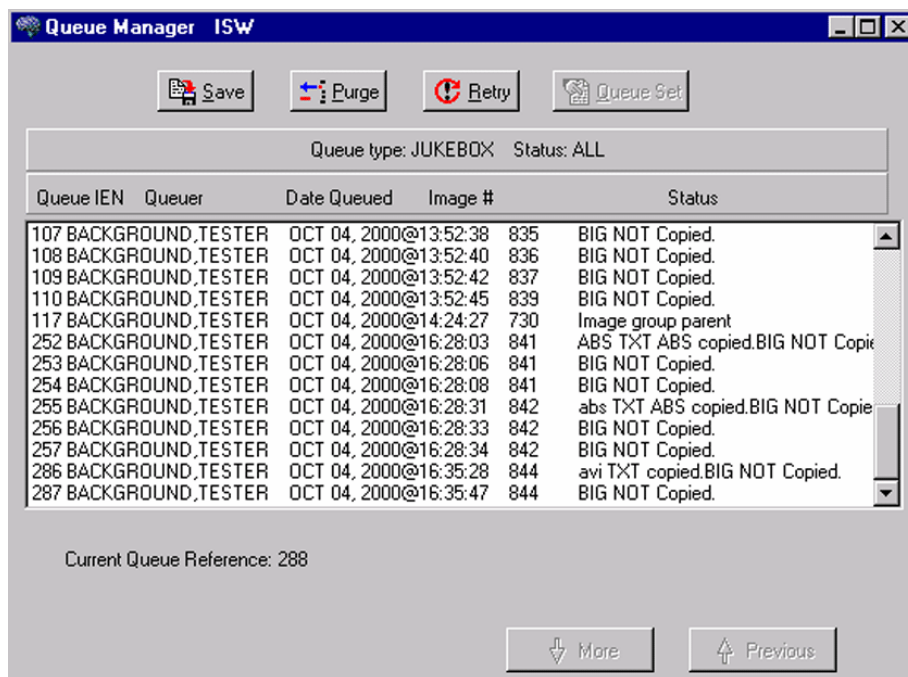 Queue Manager ISW
Save Purge Retry Queue Set
Queue type: JUKEBOX Status: ALL
Queue IEN Queuer Date Queued Image # Status
107 BACKGROUND,TESTER OCT 04, 2000@13:52:38 835 BIG NOT Copied.
108 BACKGROUND,TESTER OCT 04, 2000@13:52:40 836 BIG NOT Copied.
109 BACKGROUND,TESTER OCT 04, 2000@13:52:42 837 BIG NOT Copied.
110 BACKGROUND,TESTER OCT 04, 2000@13:52:45 839 BIG NOT Copied.
117 BACKGROUND,TESTER OCT 04, 2000@14:24:27 730 Image group parent
252 BACKGROUND,TESTER OCT 04, 2000@16:28:03 841 ABS TXT ABS copied.BIG NOT Copie
253 BACKGROUND,TESTER OCT 04, 2000@16:28:06 841 BIG NOT Copied.
254 BACKGROUND,TESTER OCT 04, 2000@16:28:08 841 BIG NOT Copied.
255 BACKGROUND,TESTER OCT 04, 2000@16:28:31 842 abs TXT ABS copied.BIG NOT Copie
256 BACKGROUND,TESTER OCT 04, 2000@16:28:33 842 BIG NOT Copied.
257 BACKGROUND,TESTER OCT 04, 2000@16:28:34 842 BIG NOT Copied.
286 BACKGROUND,TESTER OCT 04, 2000@16:35:28 844 avi TXT copied.BIG NOT Copied.
287 BACKGROUND,TESTER OCT 04, 2000@16:35:47 844 BIG NOT Copied.
Current Queue Reference: 288
More Previous